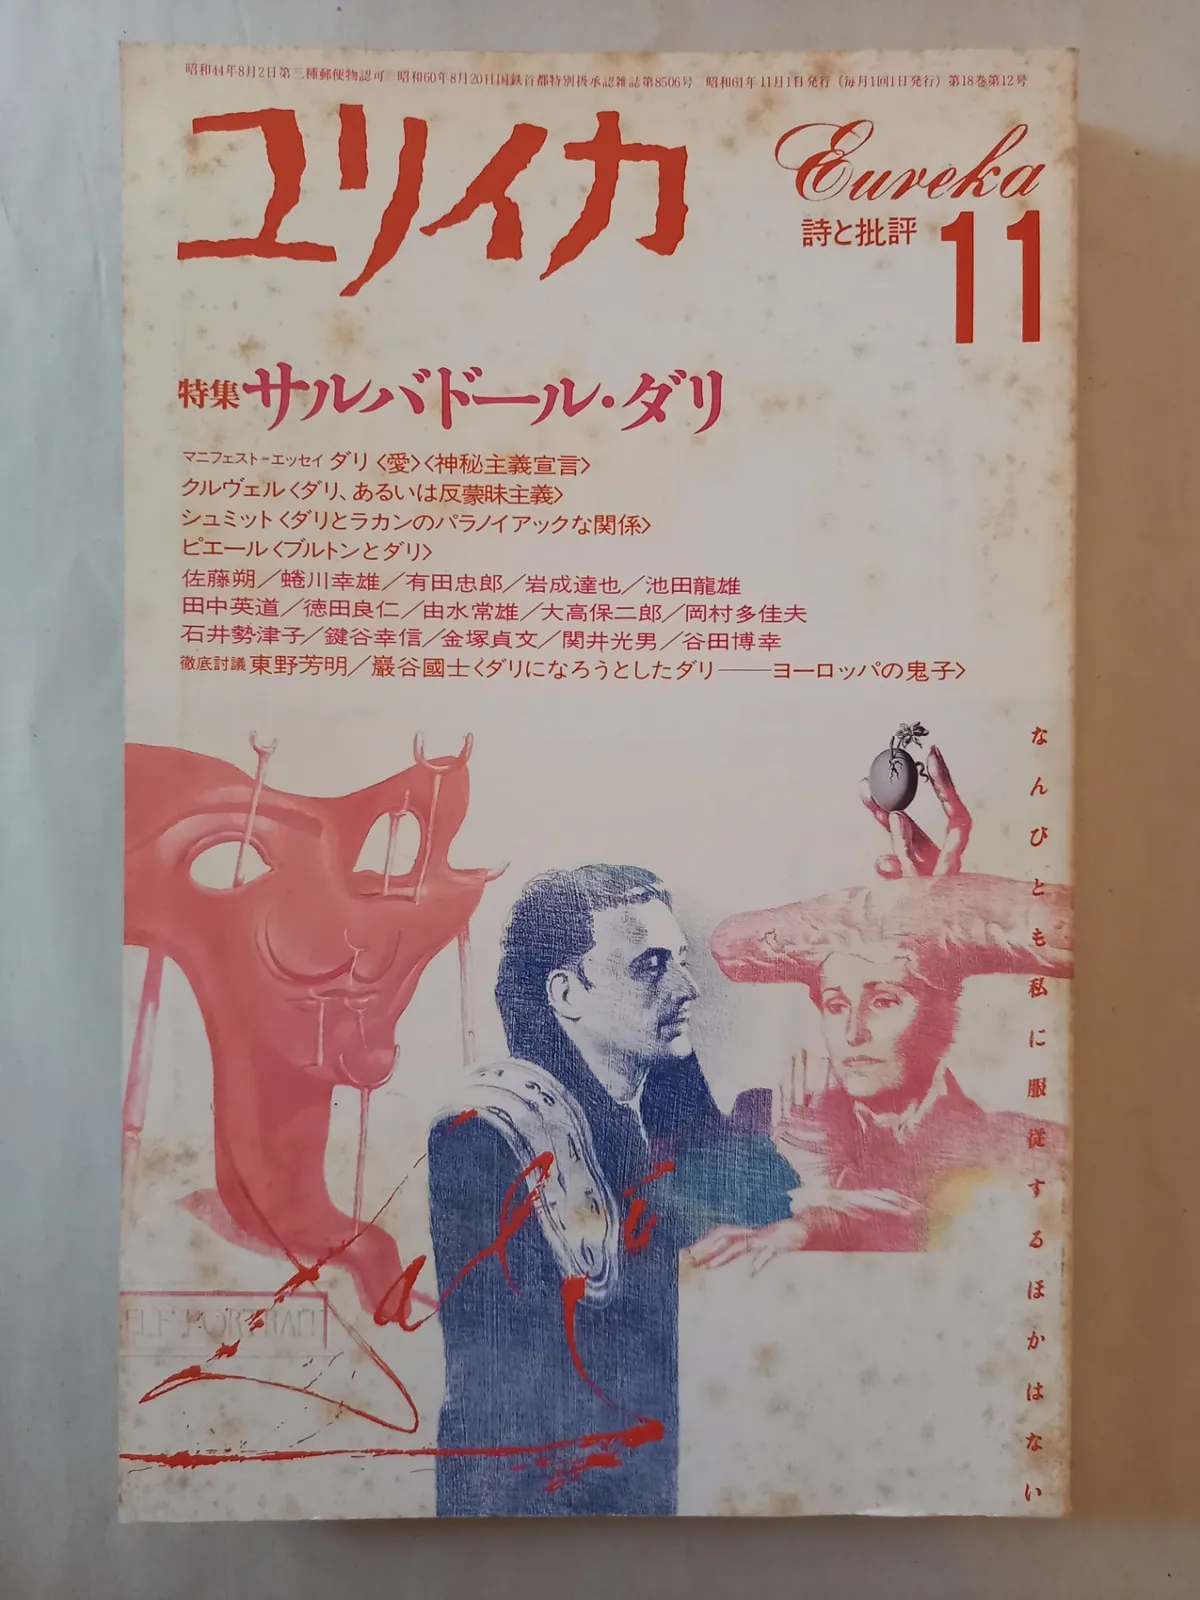 昭和44年8月2日第三種郵便物認可 昭和60年8月20日国鉄首都特別扱承認雑誌第8506号 昭和61年11月1日発行(毎月1回1日発行)第18巻第12号
ユリイカ
Eureka
詩と批評
11
特集 サルバドール・ダリ
マニフェスト=エッセイ ダリ〈愛〉〈神秘主義宣言〉
クルヴェル〈ダリ、あるいは反蒙昧主義〉
シュミット〈ダリとラカンのパラノイアックな関係〉
ピエール〈ブルトンとダリ〉
佐藤朔/蜷川幸雄/有田忠郎/岩成達也/池田龍雄
田中英道/徳田良仁/由水常雄/大高保二郎/岡村多佳夫
石井勢津子/鍵谷幸信/金塚貞文/関井光男/谷田博幸
徹底討議 東野芳明/巖谷國士〈ダリになろうとしたダリ——ヨーロッパの鬼子〉
なんびとも私に服従するほかはない
ELF PORTRAIT
Dalí